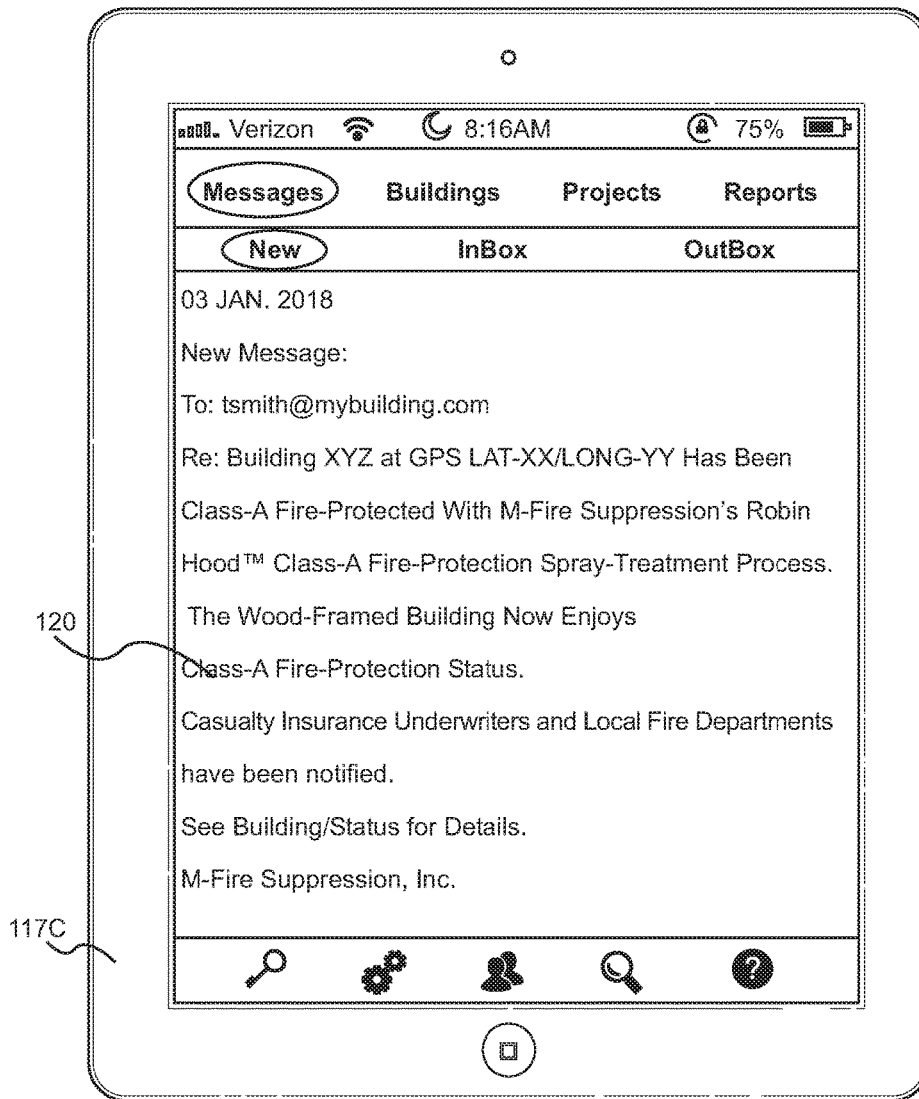 Verizon 8:16AM 75%
Messages Buildings Projects Reports
New InBox OutBox
03 JAN. 2018
New Message:
To: tsmith@mybuilding.com
Re: Building XYZ at GPS LAT-XX/LONG-YY Has Been
Class-A Fire-Protected With M-Fire Suppression's Robin
Hood™ Class-A Fire-Protection Spray-Treatment Process.
The Wood-Framed Building Now Enjoys
120
Class-A Fire-Protection Status.
Casualty Insurance Underwriters and Local Fire Departments
have been notified.
See Building/Status for Details.
M-Fire Suppression, Inc.
117C
?